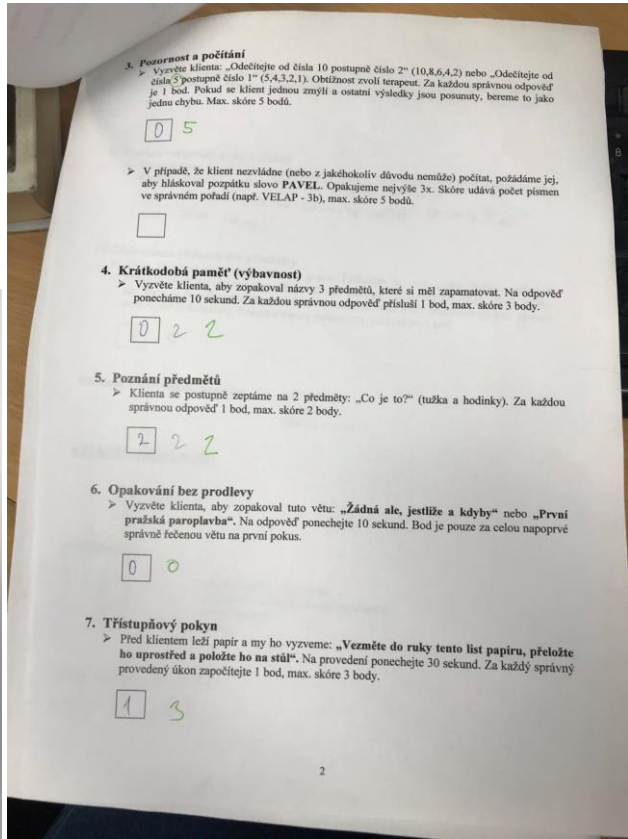 3. Pozornost a počítání
➢ Vyzvěte klienta: „Odečítejte od čísla 10 postupně číslo 2“ (10,8,6,4,2) nebo „Odečítejte od
čísla 5 postupně číslo 1“ (5,4,3,2,1). Obtížnost zvolí terapeut. Za každou správnou odpověď
je 1 bod. Pokud se klient jednou zmýlí a ostatní výsledky jsou posunuty, bereme to jako
jednu chybu. Max. skóre 5 bodů.
0 5
➢ V případě, že klient nezvládne (nebo z jakéhokoliv důvodu nemůže) počítat, požádáme jej,
aby hláskoval pozpátku slovo PAVEL. Opakujeme nejvýše 3x. Skóre udává počet písmen
ve správném pořadí (např. VELAP - 3b), max. skóre 5 bodů.
4. Krátkodobá paměť (výbavnost)
➢ Vyzvěte klienta, aby zopakoval názvy 3 předmětů, které si měl zapamatovat. Na odpověď
ponecháme 10 sekund. Za každou správnou odpověď přísluší 1 bod, max. skóre 3 body.
0 2 2
5. Poznání předmětů
➢ Klienta se postupně zeptáme na 2 předměty: „Co je to?“ (tužka a hodinky). Za každou
správnou odpověď 1 bod, max. skóre 2 body.
2 2 2
6. Opakování bez prodlevy
➢ Vyzvěte klienta, aby zopakoval tuto větu: „Žádná ale, jestliže a kdyby“ nebo „První
pražská paroplavba“. Na odpověď ponechejte 10 sekund. Bod je pouze za celou napoprvé
správně řečenou větu na první pokus.
0 0
7. Třístupňový pokyn
➢ Před klientem leží papír a my ho vyzveme: „Vezměte do ruky tento list papíru, přeložte
ho uprostřed a položte ho na stůl“. Na provedení ponechejte 30 sekund. Za každý správný
provedený úkon započítejte 1 bod, max. skóre 3 body.
1 3
2